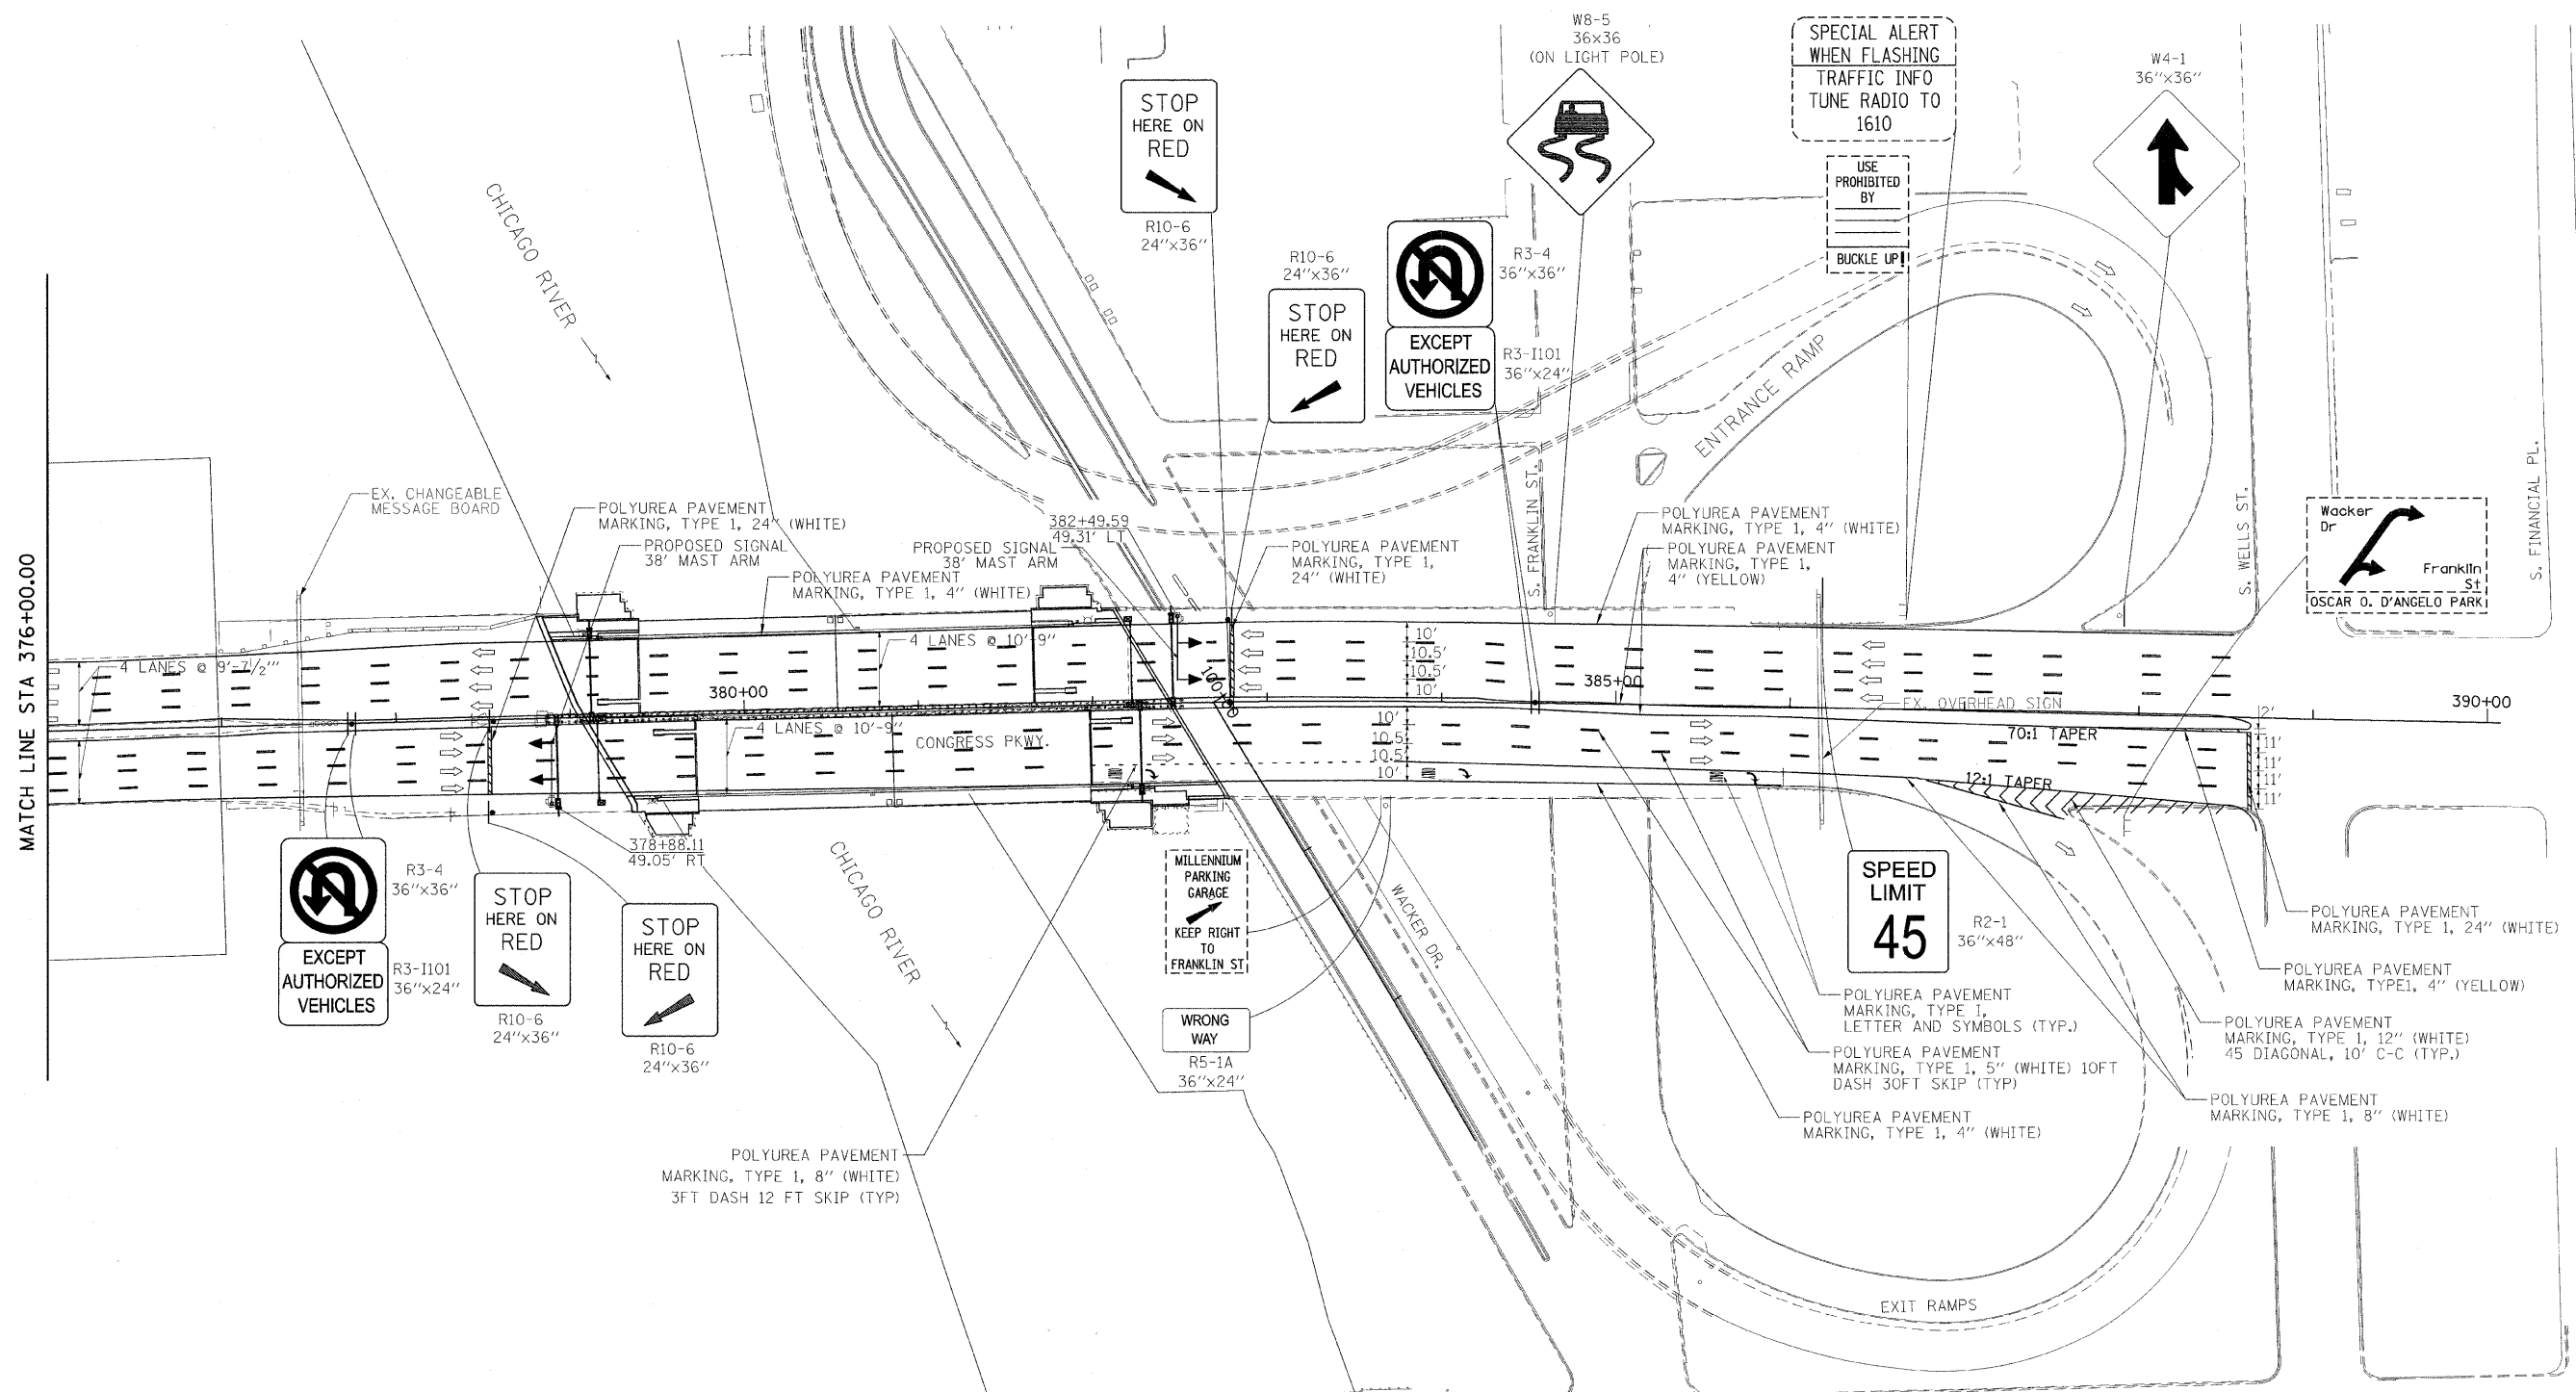 W8-5
36x36
(ON LIGHT POLE)
SPECIAL ALERT
WHEN FLASHING
TRAFFIC INFO
TUNE RADIO TO
1610
W4-1
36"x36"
STOP
HERE ON
RED
R10-6
24"x36"
USE
PROHIBITED
BY
BUCKLE UP!
CHICAGO RIVER
R10-6
24"x36"
STOP
HERE ON
RED
R3-4
36"x36"
EXCEPT
AUTHORIZED
VEHICLES
R3-I101
36"x24"
ENTRANCE RAMP
S. FRANKLIN ST.
S. WELLS ST.
S. FINANCIAL PL.
EX. CHANGEABLE
MESSAGE BOARD
POLYUREA PAVEMENT
MARKING, TYPE 1, 24" (WHITE)
PROPOSED SIGNAL
38' MAST ARM
POLYUREA PAVEMENT
MARKING, TYPE 1, 4" (WHITE)
382+49.59
49.31' LT
PROPOSED SIGNAL
38' MAST ARM
POLYUREA PAVEMENT
MARKING, TYPE 1,
24" (WHITE)
POLYUREA PAVEMENT
MARKING, TYPE 1, 4" (WHITE)
POLYUREA PAVEMENT
MARKING, TYPE 1,
4" (YELLOW)
Wacker
Dr
Franklin
St
OSCAR O. D'ANGELO PARK
MATCH LINE STA 376+00.00
4 LANES @ 9'-7 1/2'"
4 LANES @ 10'-9"
380+00
10'
10.5'
10.5'
10'
385+00
EX. OVERHEAD SIGN
390+00
4 LANES @ 10'-9"
CONGRESS PKWY.
10'
10.5'
10.5'
10'
70:1 TAPER
12:1 TAPER
2'
11'
11'
11'
11'
378+88.11
49.05' RT
R3-4
36"x36"
EXCEPT
AUTHORIZED
VEHICLES
R3-I101
36"x24"
STOP
HERE ON
RED
R10-6
24"x36"
STOP
HERE ON
RED
R10-6
24"x36"
CHICAGO RIVER
MILLENNIUM
PARKING
GARAGE
KEEP RIGHT
TO
FRANKLIN ST
WRONG
WAY
R5-1A
36"x24"
WACKER DR.
SPEED
LIMIT
45
R2-1
36"x48"
POLYUREA PAVEMENT
MARKING, TYPE 1, 24" (WHITE)
POLYUREA PAVEMENT
MARKING, TYPE1, 4" (YELLOW)
POLYUREA PAVEMENT
MARKING, TYPE 1,
LETTER AND SYMBOLS (TYP.)
POLYUREA PAVEMENT
MARKING, TYPE 1, 12" (WHITE)
45 DIAGONAL, 10' C-C (TYP.)
POLYUREA PAVEMENT
MARKING, TYPE 1, 5" (WHITE) 10FT
DASH 30FT SKIP (TYP)
POLYUREA PAVEMENT
MARKING, TYPE 1, 8" (WHITE)
POLYUREA PAVEMENT
MARKING, TYPE 1, 4" (WHITE)
POLYUREA PAVEMENT
MARKING, TYPE 1, 8" (WHITE)
3FT DASH 12 FT SKIP (TYP)
EXIT RAMPS